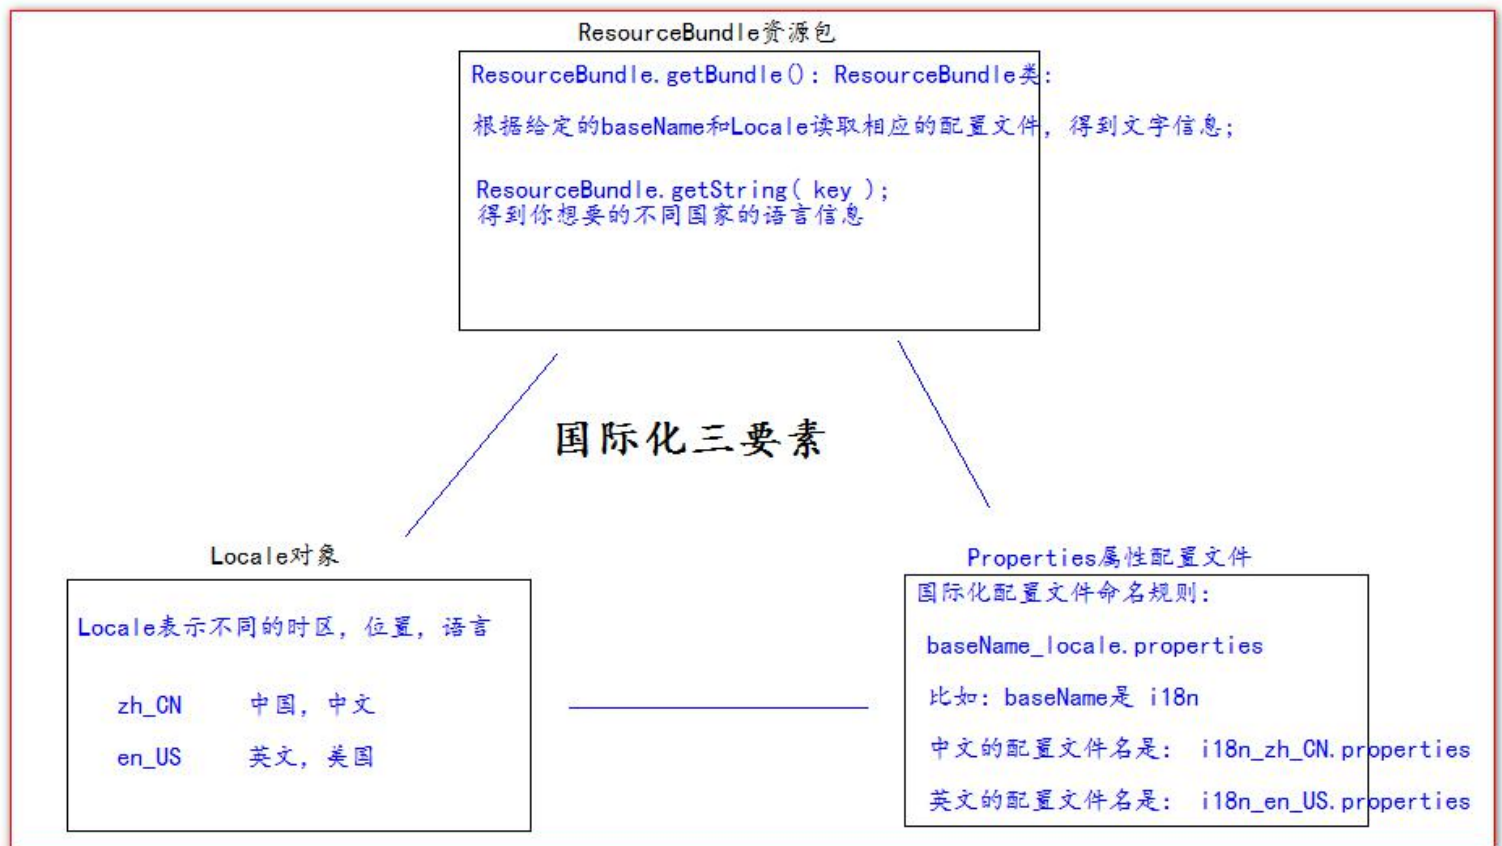 ResourceBundle资源包
ResourceBundle.getBundle(): ResourceBundle类:
根据给定的baseName和Locale读取相应的配置文件, 得到文字信息;
ResourceBundle.getString( key );
得到你想要的不同国家的语言信息
国际化三要素
Locale对象
Locale表示不同的时区, 位置, 语言
zh_CN 中国, 中文
en_US 英文, 美国
Properties属性配置文件
国际化配置文件命名规则:
baseName_locale.properties
比如: baseName是 i18n
中文的配置文件名是: i18n_zh_CN.properties
英文的配置文件名是: i18n_en_US.properties